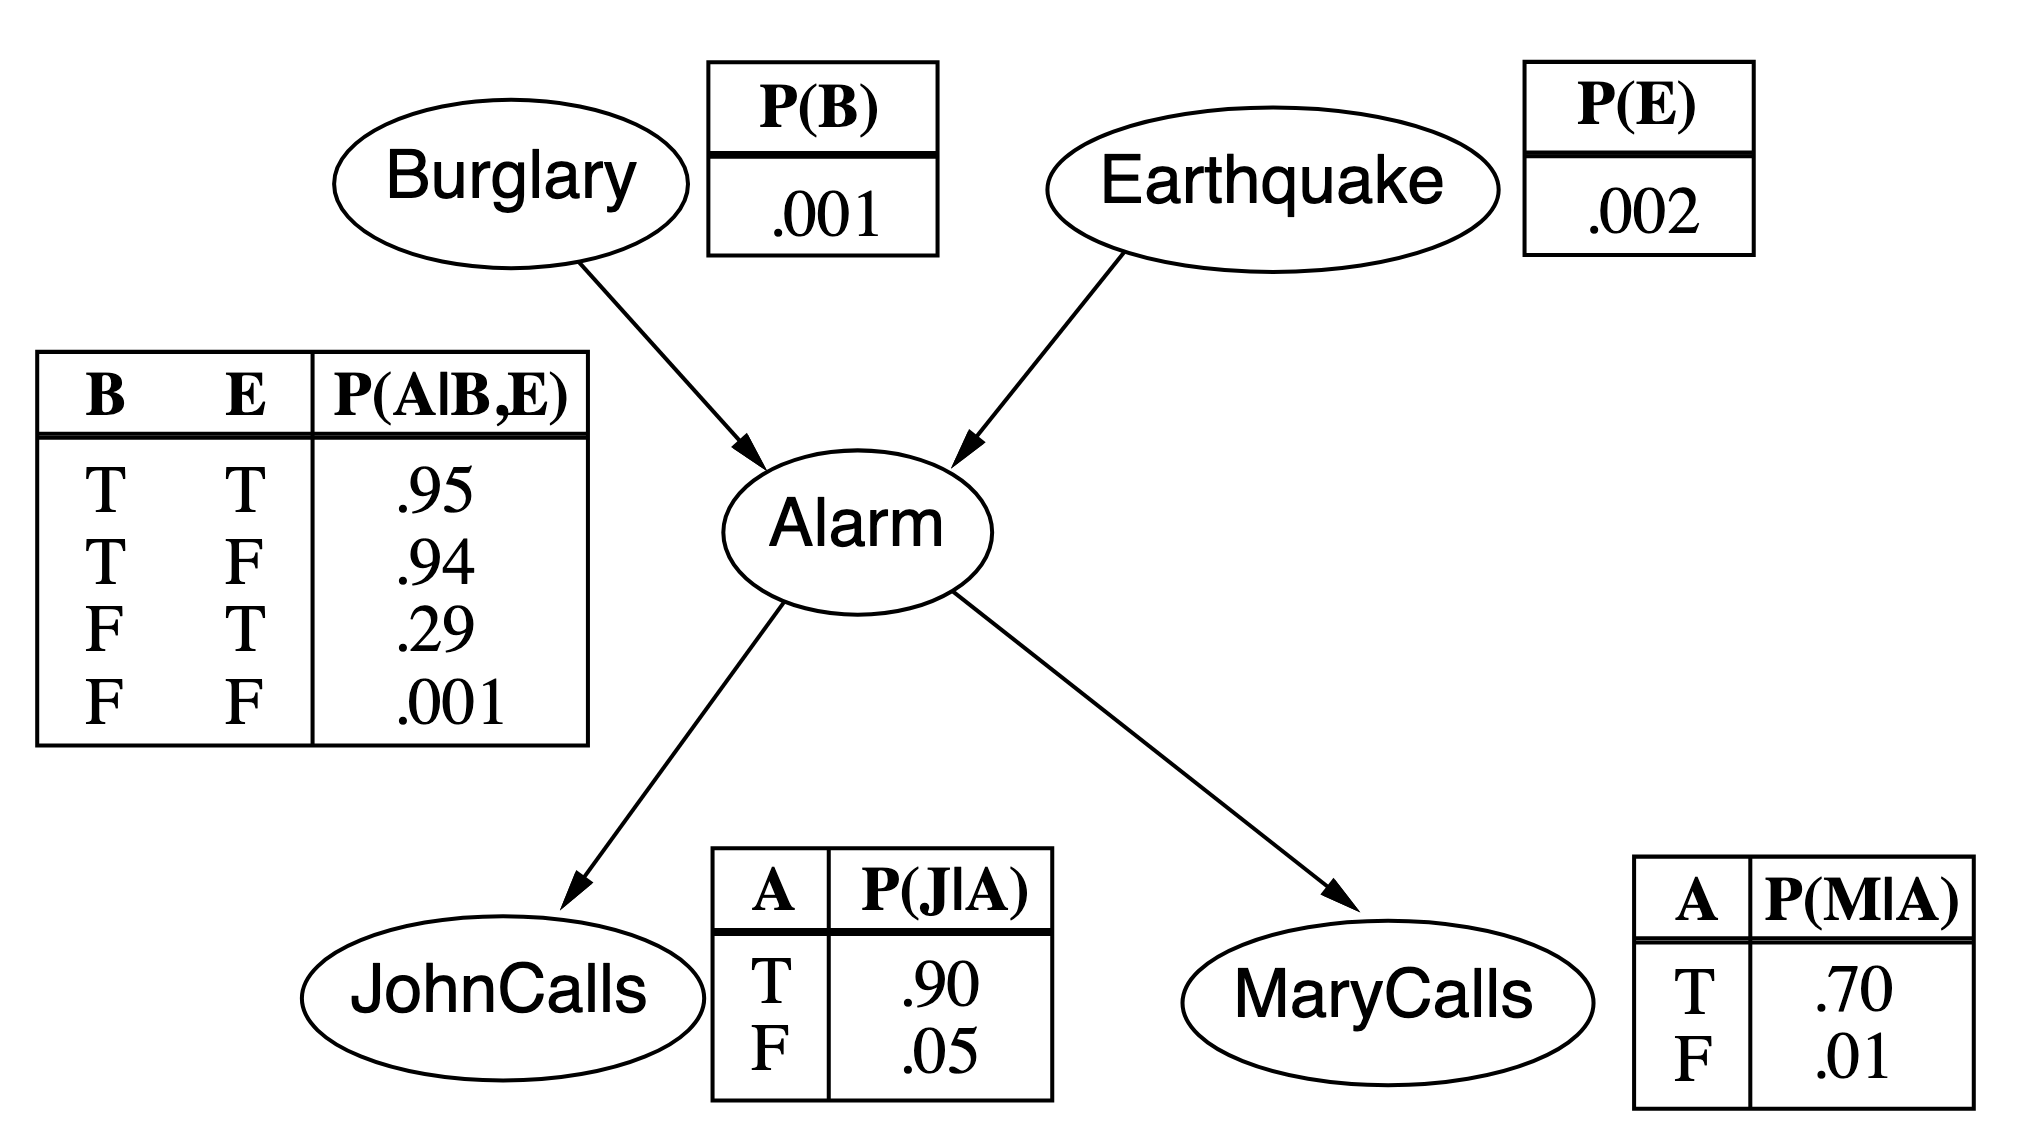 Burglary
P(B)
.001
Earthquake
P(E)
.002
B E P(A|B,E)
T T .95
T F .94
F T .29
F F .001
Alarm
JohnCalls
A P(J|A)
T .90
F .05
MaryCalls
A P(M|A)
T .70
F .01